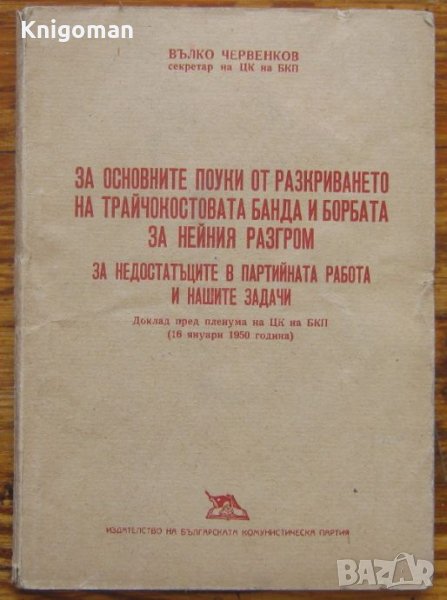 Knigoman
ВЪЛКО ЧЕРВЕНКОВ
секретар на ЦК на БКП
ЗА ОСНОВНИТЕ ПОУКИ ОТ РАЗКРИВАНЕТО
НА ТРАЙЧОКОСТОВАТА БАНДА И БОРБАТА
ЗА НЕЙНИЯ РАЗГРОМ
ЗА НЕДОСТАТЪЦИТЕ В ПАРТИЙНАТА РАБОТА
И НАШИТЕ ЗАДАЧИ
Доклад пред пленума на ЦК на БКП
(16 януари 1950 година)
ИЗДАТЕЛСТВО НА БЪЛГАРСКАТА КОМУНИСТИЧЕСКА ПАРТИЯ
BAZAR